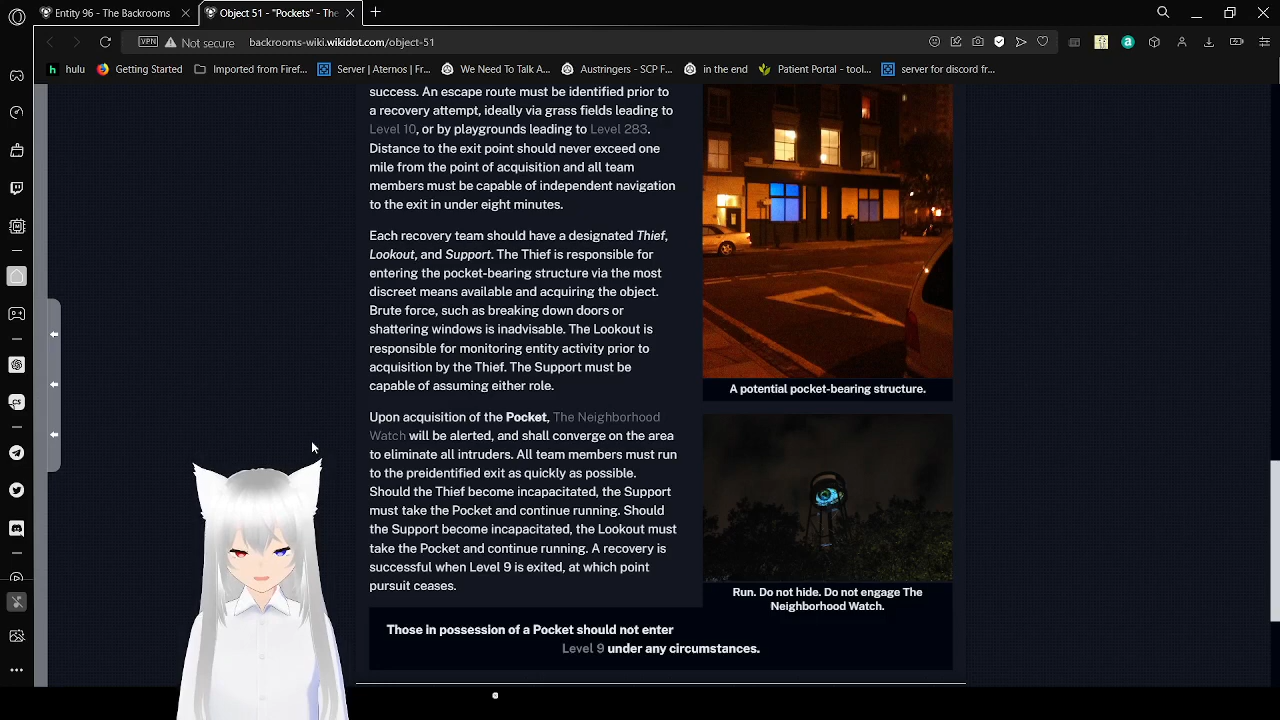 Entity 96 - The Backrooms
Object 51 - "Pockets" - The
VPN
Not secure
backrooms-wiki.wikidot.com/object-51
h
hulu
Getting Started
Imported from Firef...
Server | Aternos | Fr...
We Need To Talk A...
Austringers - SCP F...
in the end
Patient Portal - tool...
server for discord fr...
success. An escape route must be identified prior to
a recovery attempt, ideally via grass fields leading to
Level 10, or by playgrounds leading to Level 283.
Distance to the exit point should never exceed one
mile from the point of acquisition and all team
members must be capable of independent navigation
to the exit in under eight minutes.
Each recovery team should have a designated Thief,
Lookout, and Support. The Thief is responsible for
entering the pocket-bearing structure via the most
discreet means available and acquiring the object.
Brute force, such as breaking down doors or
shattering windows is inadvisable. The Lookout is
responsible for monitoring entity activity prior to
acquisition by the Thief. The Support must be
capable of assuming either role.
Upon acquisition of the Pocket, The Neighborhood
Watch will be alerted, and shall converge on the area
to eliminate all intruders. All team members must run
to the preidentified exit as quickly as possible.
Should the Thief become incapacitated, the Support
must take the Pocket and continue running. Should
the Support become incapacitated, the Lookout must
take the Pocket and continue running. A recovery is
successful when Level 9 is exited, at which point
pursuit ceases.
A potential pocket-bearing structure.
Run. Do not hide. Do not engage The
Neighborhood Watch.
Those in possession of a Pocket should not enter
Level 9 under any circumstances.